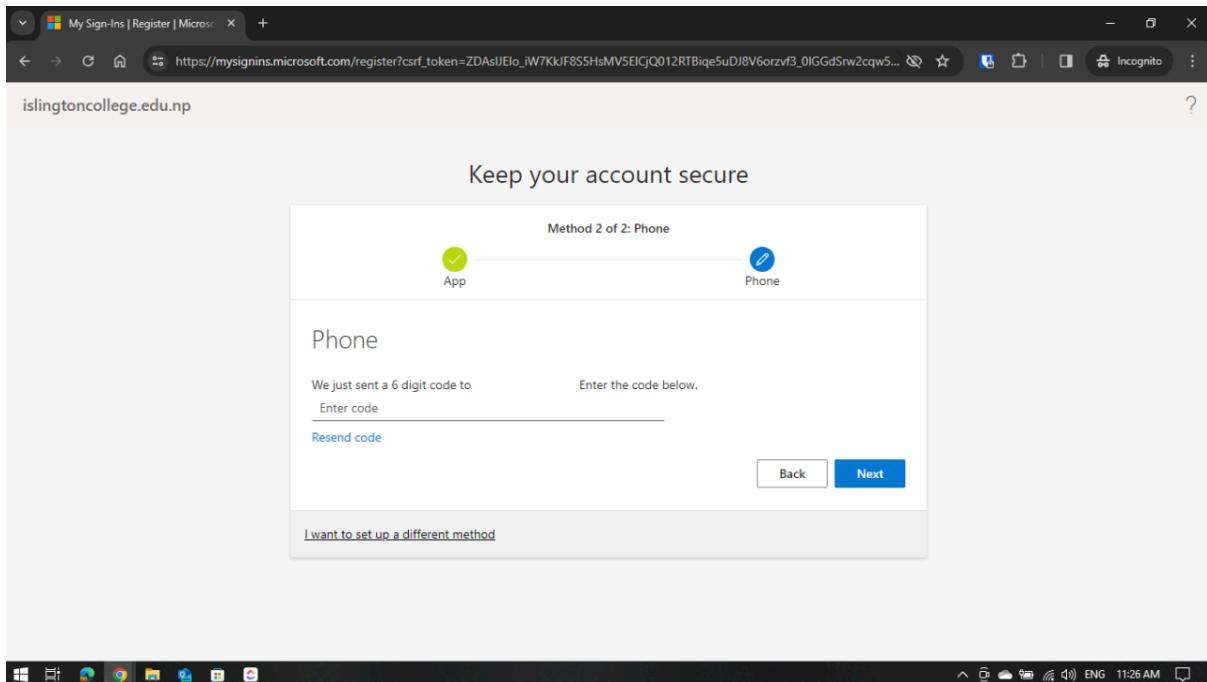 My Sign-Ins | Register | Microsc
https://mysignins.microsoft.com/register?csrf_token=ZDAsIJEIo_iW7KkJF8S5HsMV5EICjQ012RTBiqe5uDJ8V6orzvf3_0IGGdSrw2cqw5...
Incognito
islingtoncollege.edu.np
?
Keep your account secure
Method 2 of 2: Phone
App
Phone
Phone
We just sent a 6 digit code to Enter the code below.
Enter code
Resend code
Back
Next
I want to set up a different method
ENG 11:26 AM